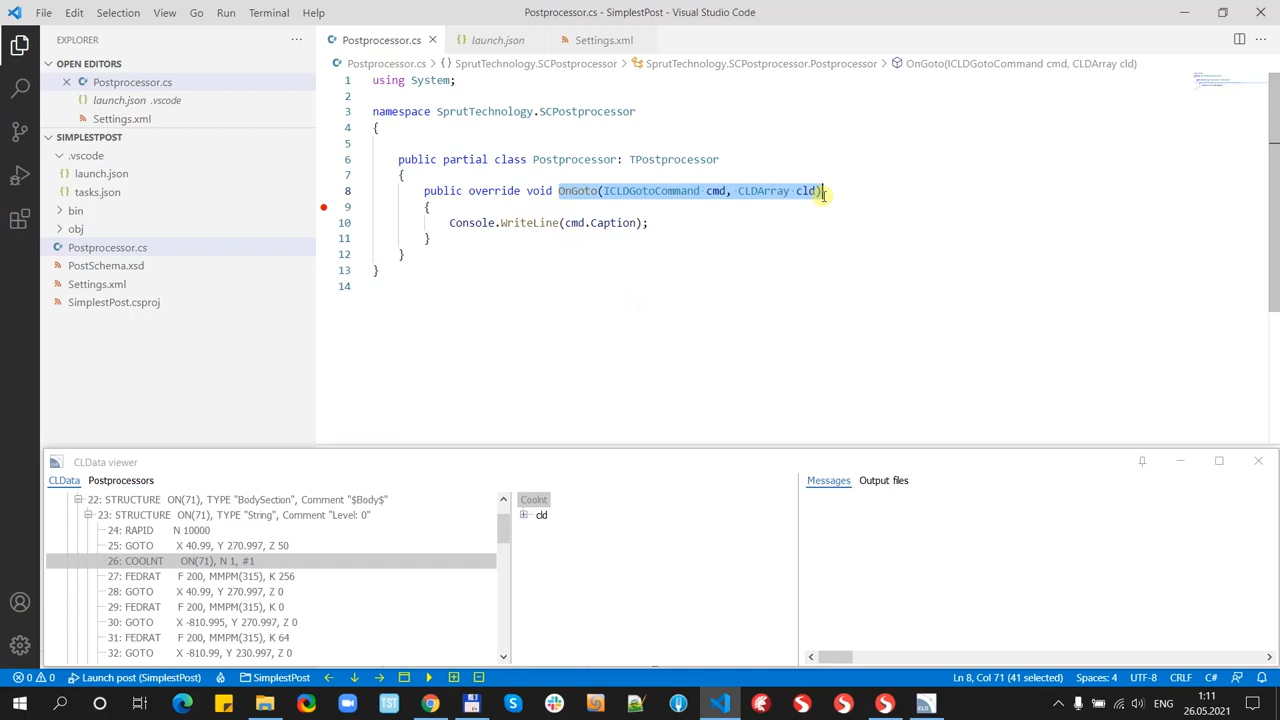 File Edit Selection View Go Run Terminal Help
Postprocessor.cs - SimplestPost - Visual Studio Code
EXPLORER
Postprocessor.cs
launch.json
Settings.xml
OPEN EDITORS
Postprocessor.cs
launch.json .vscode
Settings.xml
SIMPLESTPOST
.vscode
launch.json
tasks.json
bin
obj
Postprocessor.cs
PostSchema.xsd
Settings.xml
SimplestPost.csproj
Postprocessor.cs > {} SprutTechnology.SCPostprocessor > SprutTechnology.SCPostprocessor.Postprocessor > OnGoto(ICLDGotoCommand cmd, CLDArray cld)
1 using System;
2
3 namespace SprutTechnology.SCPostprocessor
4 {
5
6 public partial class Postprocessor: TPostprocessor
7 {
8 public override void OnGoto(ICLDGotoCommand cmd, CLDArray cld)
9 {
10 Console.WriteLine(cmd.Caption);
11 }
12 }
13 }
14
CLData viewer
CLData Postprocessors
22: STRUCTURE ON(71), TYPE "BodySection", Comment "$Body$"
23: STRUCTURE ON(71), TYPE "String", Comment "Level: 0"
24: RAPID N 10000
25: GOTO X 40.99, Y 270.997, Z 50
26: COOLNT ON(71), N 1, #1
27: FEDRAT F 200, MMPM(315), K 256
28: GOTO X 40.99, Y 270.997, Z 0
29: FEDRAT F 200, MMPM(315), K 0
30: GOTO X -810.995, Y 270.997, Z 0
31: FEDRAT F 200, MMPM(315), K 64
32: GOTO X -810.99, Y 230.997, Z 0
Coolnt
cld
Messages Output files
0 0 Launch post (SimplestPost) SimplestPost
Ln 8, Col 71 (41 selected) Spaces: 4 UTF-8 CRLF C#
TST
CLD
ENG
1:11
26.05.2021